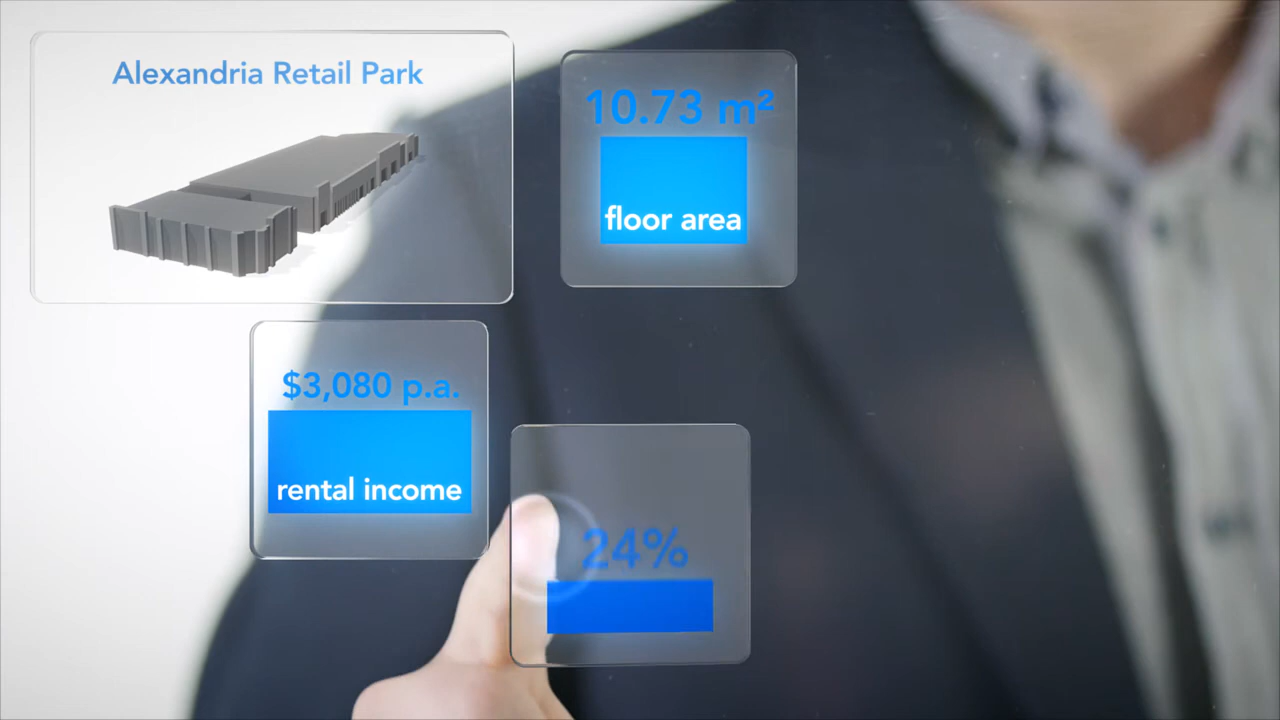 Alexandria Retail Park
10.73 m²
floor area
$3,080 p.a.
rental income
24%